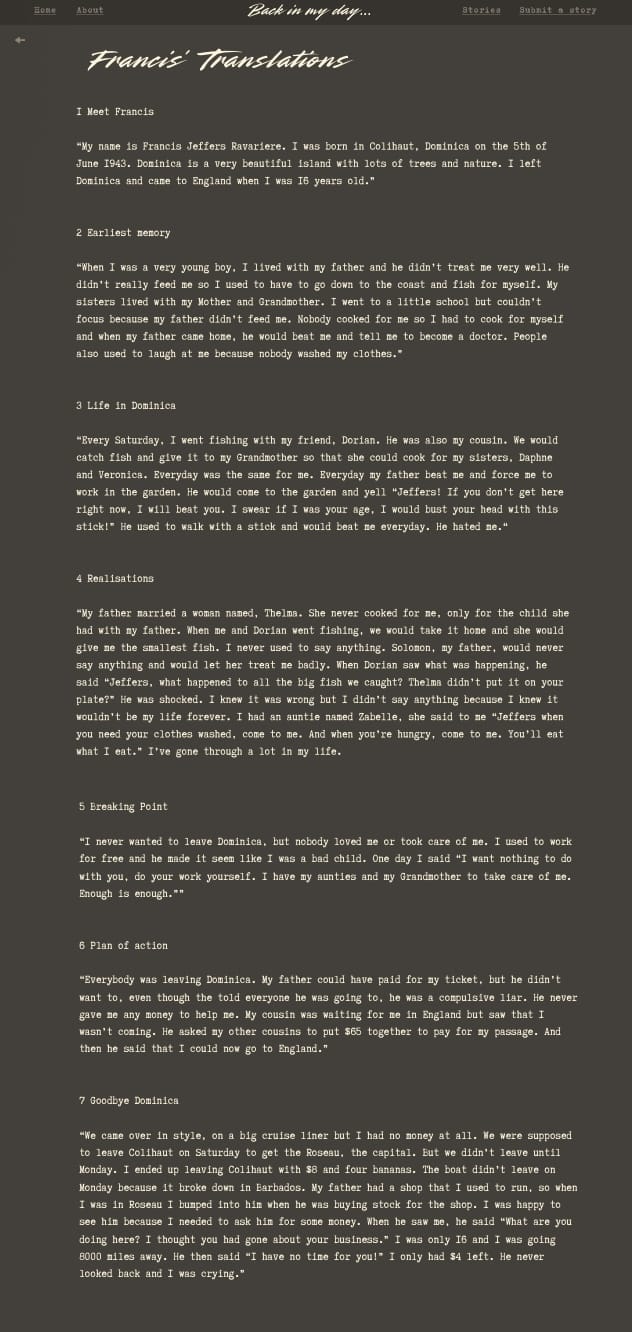 Home About Back in my day... Stories Submit a story
Francis' Translations
I Meet Francis
“My name is Francis Jeffers Ravariere. I was born in Colihaut, Dominica on the 5th of
June I943. Dominica is a very beautiful island with lots of trees and nature. I left
Dominica and came to England when I was I6 years old.”
2 Earliest memory
“When I was a very young boy, I lived with my father and he didn't treat me very well. He
didn't really feed me so I used to have to go down to the coast and fish for myself. My
sisters lived with my Mother and Grandmother. I went to a little school but couldn't
focus because my father didn't feed me. Nobody cooked for me so I had to cook for myself
and when my father came home, he would beat me and tell me to become a doctor. People
also used to laugh at me because nobody washed my clothes.”
3 Life in Dominica
“Every Saturday, I went fishing with my friend, Dorian. He was also my cousin. We would
catch fish and give it to my Grandmother so that she could cook for my sisters, Daphne
and Veronica. Everyday was the same for me. Everyday my father beat me and force me to
work in the garden. He would come to the garden and yell “Jeffers! If you don't get here
right now, I will beat you. I swear if I was your age, I would bust your head with this
stick!” He used to walk with a stick and would beat me everyday. He hated me.“
4 Realisations
“My father married a woman named, Thelma. She never cooked for me, only for the child she
had with my father. When me and Dorian went fishing, we would take it home and she would
give me the smallest fish. I never used to say anything. Solomon, my father, would never
say anything and would let her treat me badly. When Dorian saw what was happening, he
said “Jeffers, what happened to all the big fish we caught? Thelma didn't put it on your
plate?” He was shocked. I knew it was wrong but I didn't say anything because I knew it
wouldn't be my life forever. I had an auntie named Zabelle, she said to me “Jeffers when
you need your clothes washed, come to me. And when you're hungry, come to me. You'll eat
what I eat.” I've gone through a lot in my life.
5 Breaking Point
“I never wanted to leave Dominica, but nobody loved me or took care of me. I used to work
for free and he made it seem like I was a bad child. One day I said “I want nothing to do
with you, do your work yourself. I have my aunties and my Grandmother to take care of me.
Enough is enough.””
6 Plan of action
“Everybody was leaving Dominica. My father could have paid for my ticket, but he didn't
want to, even though the told everyone he was going to, he was a compulsive liar. He never
gave me any money to help me. My cousin was waiting for me in England but saw that I
wasn't coming. He asked my other cousins to put $65 together to pay for my passage. And
then he said that I could now go to England.”
7 Goodbye Dominica
“We came over in style, on a big cruise liner but I had no money at all. We were supposed
to leave Colihaut on Saturday to get the Roseau, the capital. But we didn't leave until
Monday. I ended up leaving Colihaut with $8 and four bananas. The boat didn't leave on
Monday because it broke down in Barbados. My father had a shop that I used to run, so when
I was in Roseau I bumped into him when he was buying stock for the shop. I was happy to
see him because I needed to ask him for some money. When he saw me, he said “What are you
doing here? I thought you had gone about your business.” I was only I6 and I was going
8000 miles away. He then said “I have no time for you!” I only had $4 left. He never
looked back and I was crying.”